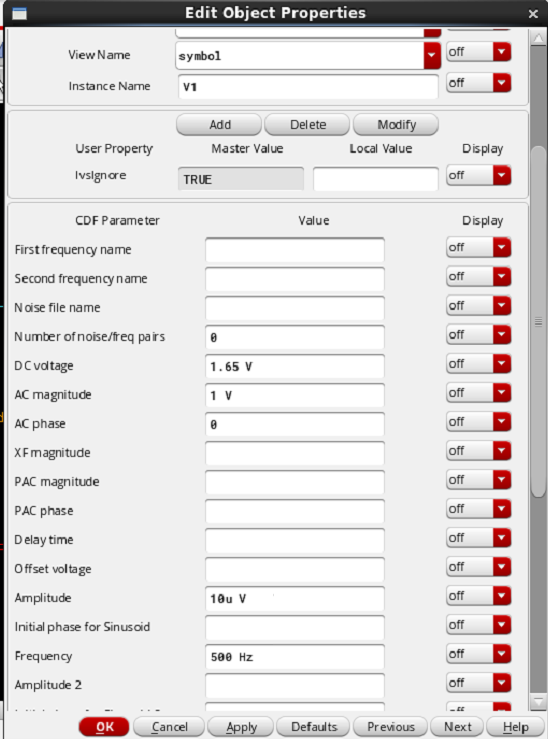 Edit Object Properties
View Name symbol off
Instance Name V1 off
Add Delete Modify
User Property Master Value Local Value Display
lvsIgnore TRUE off
CDF Parameter Value Display
First frequency name off
Second frequency name off
Noise file name off
Number of noise/freq pairs 0 off
DC voltage 1.65 V off
AC magnitude 1 V off
AC phase 0 off
XF magnitude off
PAC magnitude off
PAC phase off
Delay time off
Offset voltage off
Amplitude 10u V off
Initial phase for Sinusoid off
Frequency 500 Hz off
Amplitude 2 off
OK Cancel Apply Defaults Previous Next Help